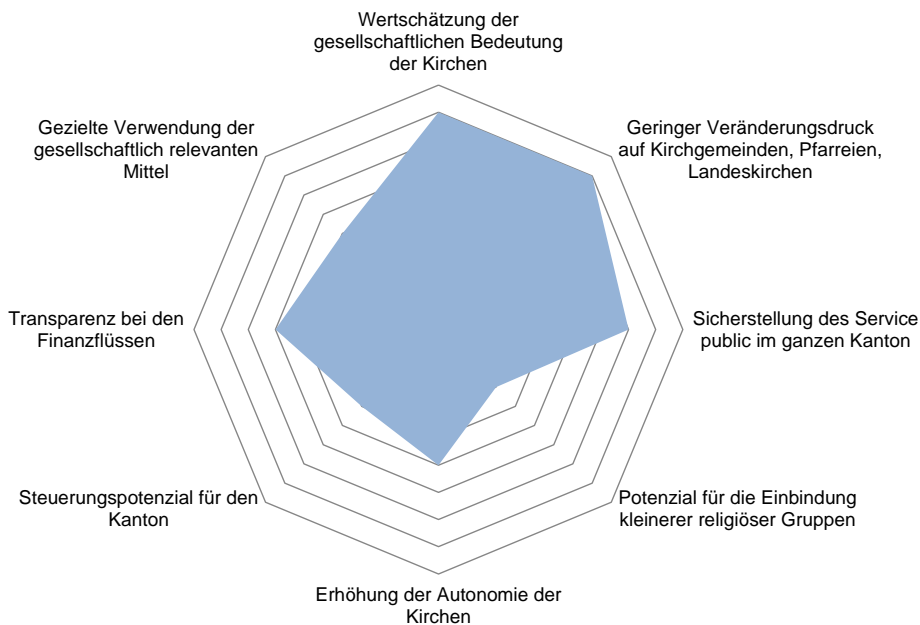 Wertschätzung der
gesellschaftlichen Bedeutung
der Kirchen
Geringer Veränderungsdruck
auf Kirchgemeinden, Pfarreien,
Landeskirchen
Sicherstellung des Service
public im ganzen Kanton
Potenzial für die Einbindung
kleinerer religiöser Gruppen
Erhöhung der Autonomie der
Kirchen
Steuerungspotenzial für den
Kanton
Transparenz bei den
Finanzflüssen
Gezielte Verwendung der
gesellschaftlich relevanten
Mittel